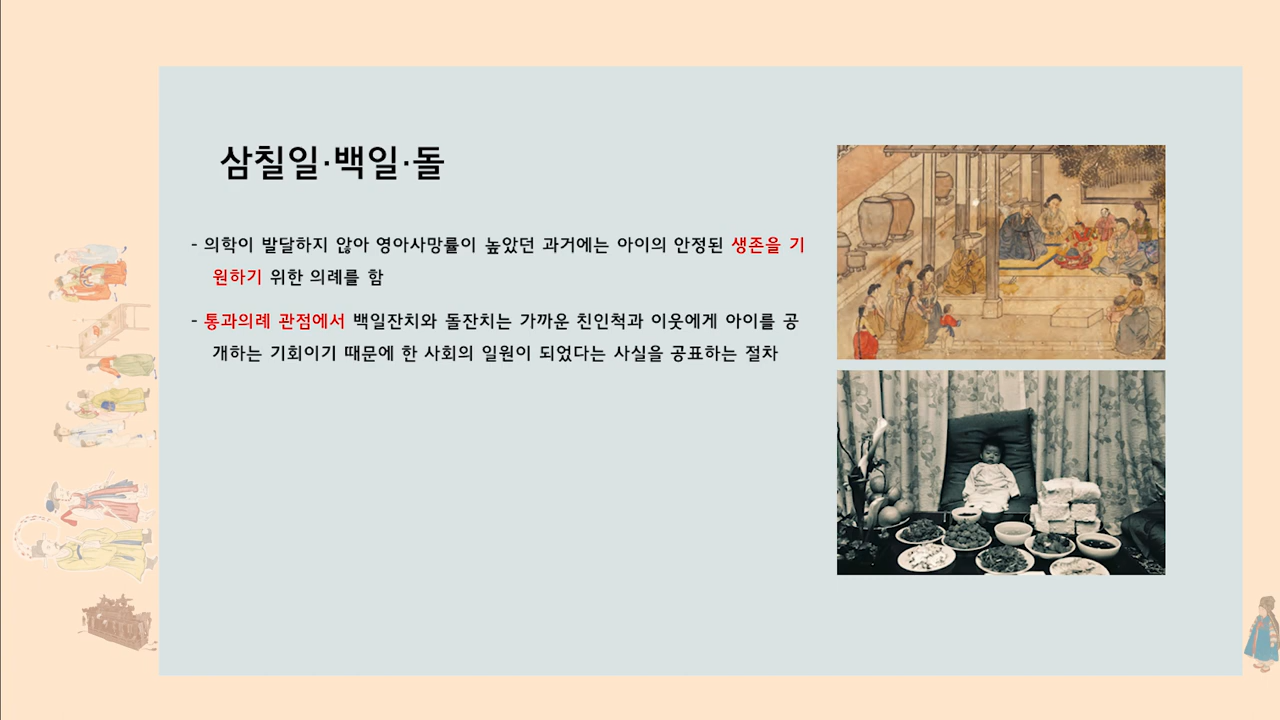 삼칠일·백일·돌
- 의학이 발달하지 않아 영아사망률이 높았던 과거에는 아이의 안정된 생존을 기
원하기 위한 의례를 함
- 통과의례 관점에서 백일잔치와 돌잔치는 가까운 친인척과 이웃에게 아이를 공
개하는 기회이기 때문에 한 사회의 일원이 되었다는 사실을 공표하는 절차